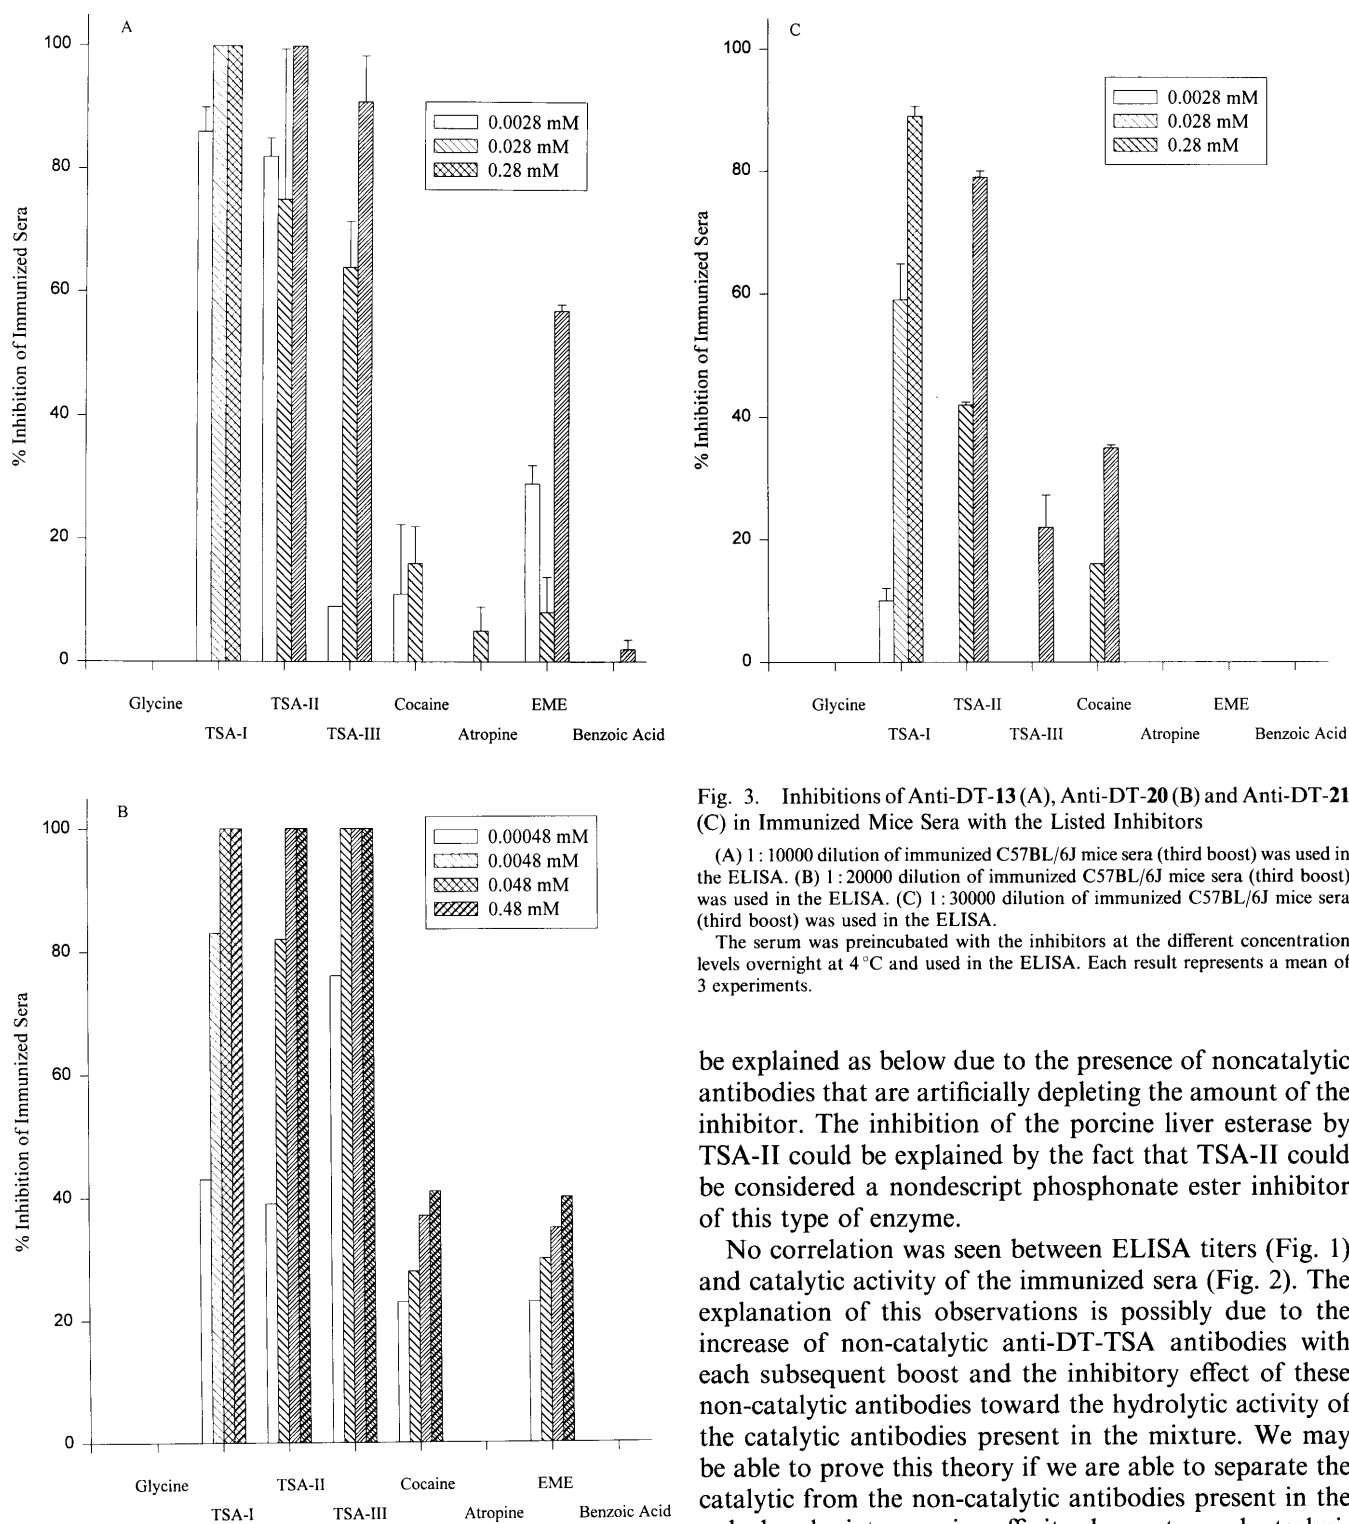 A
100
80
60
40
20
0
% Inhibition of Immunized Sera
0.0028 mM
0.028 mM
0.28 mM
Glycine
TSA-I
TSA-II
TSA-III
Cocaine
Atropine
EME
Benzoic Acid
B
100
80
60
40
20
0
% Inhibition of Immunized Sera
0.00048 mM
0.0048 mM
0.048 mM
0.48 mM
Glycine
TSA-I
TSA-II
TSA-III
Cocaine
Atropine
EME
Benzoic Acid
C
100
80
60
40
20
0
% Inhibition of Immunized Sera
0.0028 mM
0.028 mM
0.28 mM
Glycine
TSA-I
TSA-II
TSA-III
Cocaine
Atropine
EME
Benzoic Acid
Fig. 3. Inhibitions of Anti-DT-13 (A), Anti-DT-20 (B) and Anti-DT-21
(C) in Immunized Mice Sera with the Listed Inhibitors
(A) 1 : 10000 dilution of immunized C57BL/6J mice sera (third boost) was used in
the ELISA. (B) 1 : 20000 dilution of immunized C57BL/6J mice sera (third boost)
was used in the ELISA. (C) 1 : 30000 dilution of immunized C57BL/6J mice sera
(third boost) was used in the ELISA.
The serum was preincubated with the inhibitors at the different concentration
levels overnight at 4 °C and used in the ELISA. Each result represents a mean of
3 experiments.
be explained as below due to the presence of noncatalytic
antibodies that are artificially depleting the amount of the
inhibitor. The inhibition of the porcine liver esterase by
TSA-II could be explained by the fact that TSA-II could
be considered a nondescript phosphonate ester inhibitor
of this type of enzyme.
No correlation was seen between ELISA titers (Fig. 1)
and catalytic activity of the immunized sera (Fig. 2). The
explanation of this observations is possibly due to the
increase of non-catalytic anti-DT-TSA antibodies with
each subsequent boost and the inhibitory effect of these
non-catalytic antibodies toward the hydrolytic activity of
the catalytic antibodies present in the mixture. We may
be able to prove this theory if we are able to separate the
catalytic from the non-catalytic antibodies present in the